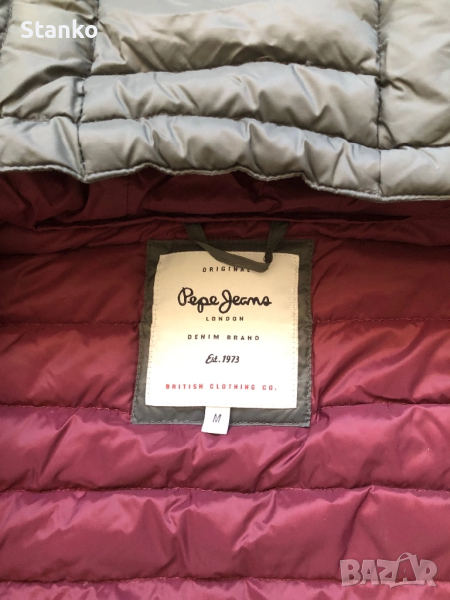 Stanko
ORIGINAL
Pepe Jeans
LONDON
DENIM BRAND
Est. 1973
BRITISH CLOTHING CO.
M
BAZAR